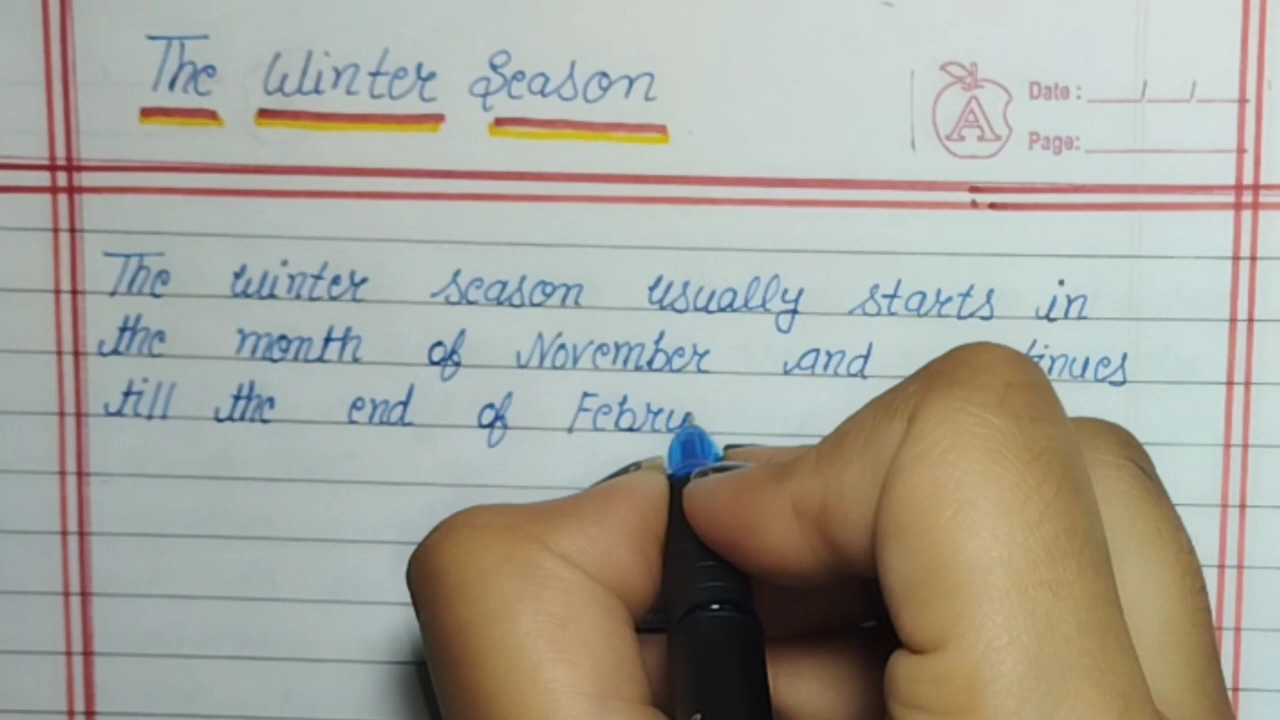 The Winter Season
A
Date : / /
Page:
The winter season usually starts in
the month of November and tinues
till the end of Febru